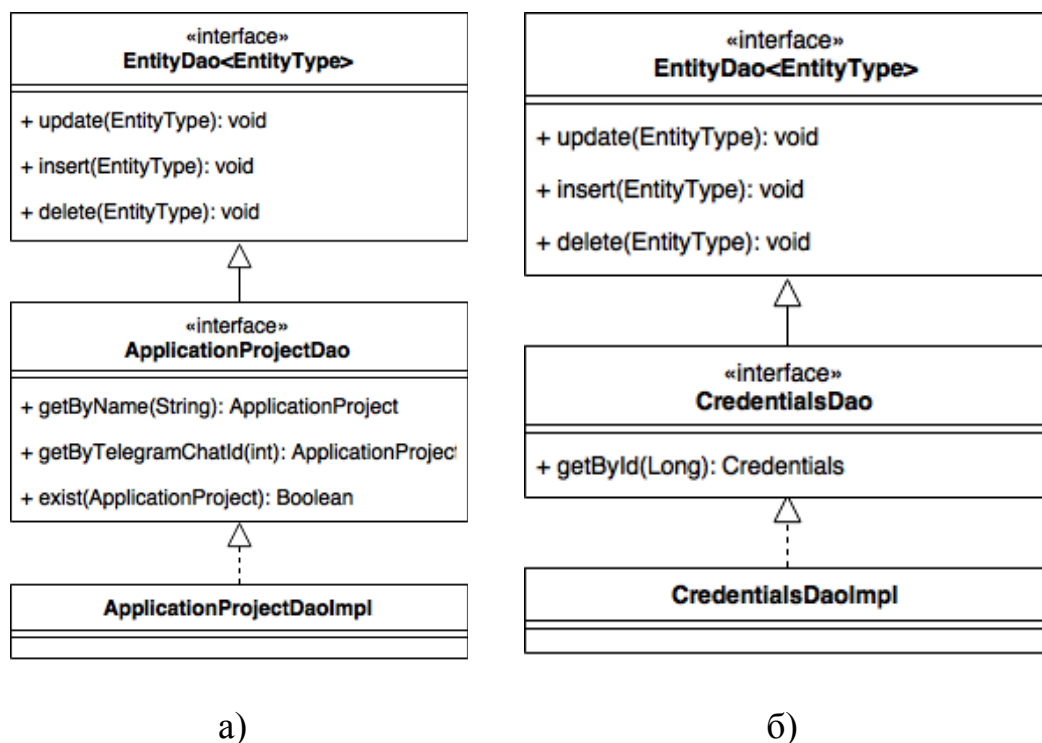 «interface»
EntityDao<EntityType>
+ update(EntityType): void
+ insert(EntityType): void
+ delete(EntityType): void
«interface»
ApplicationProjectDao
+ getByName(String): ApplicationProject
+ getByTelegramChatId(int): ApplicationProject
+ exist(ApplicationProject): Boolean
ApplicationProjectDaoImpl
а)
«interface»
EntityDao<EntityType>
+ update(EntityType): void
+ insert(EntityType): void
+ delete(EntityType): void
«interface»
CredentialsDao
+ getById(Long): Credentials
CredentialsDaoImpl
б)